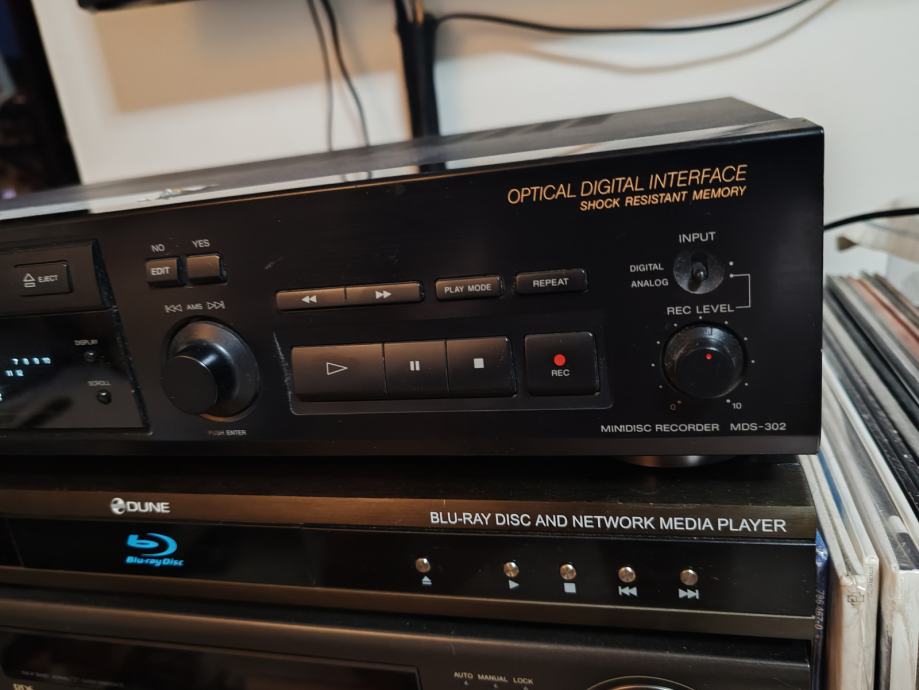 OPTICAL DIGITAL INTERFACE
SHOCK RESISTANT MEMORY
NO YES
EDIT
EJECT
AMS
PLAY MODE
REPEAT
INPUT
DIGITAL
ANALOG
REC LEVEL
DISPLAY
SCROLL
REC
0 10
PUSH ENTER
MINIDISC RECORDER MDS-302
DUNE
BLU-RAY DISC AND NETWORK MEDIA PLAYER
Blu-ray Disc
AUTO MANUAL LOCK